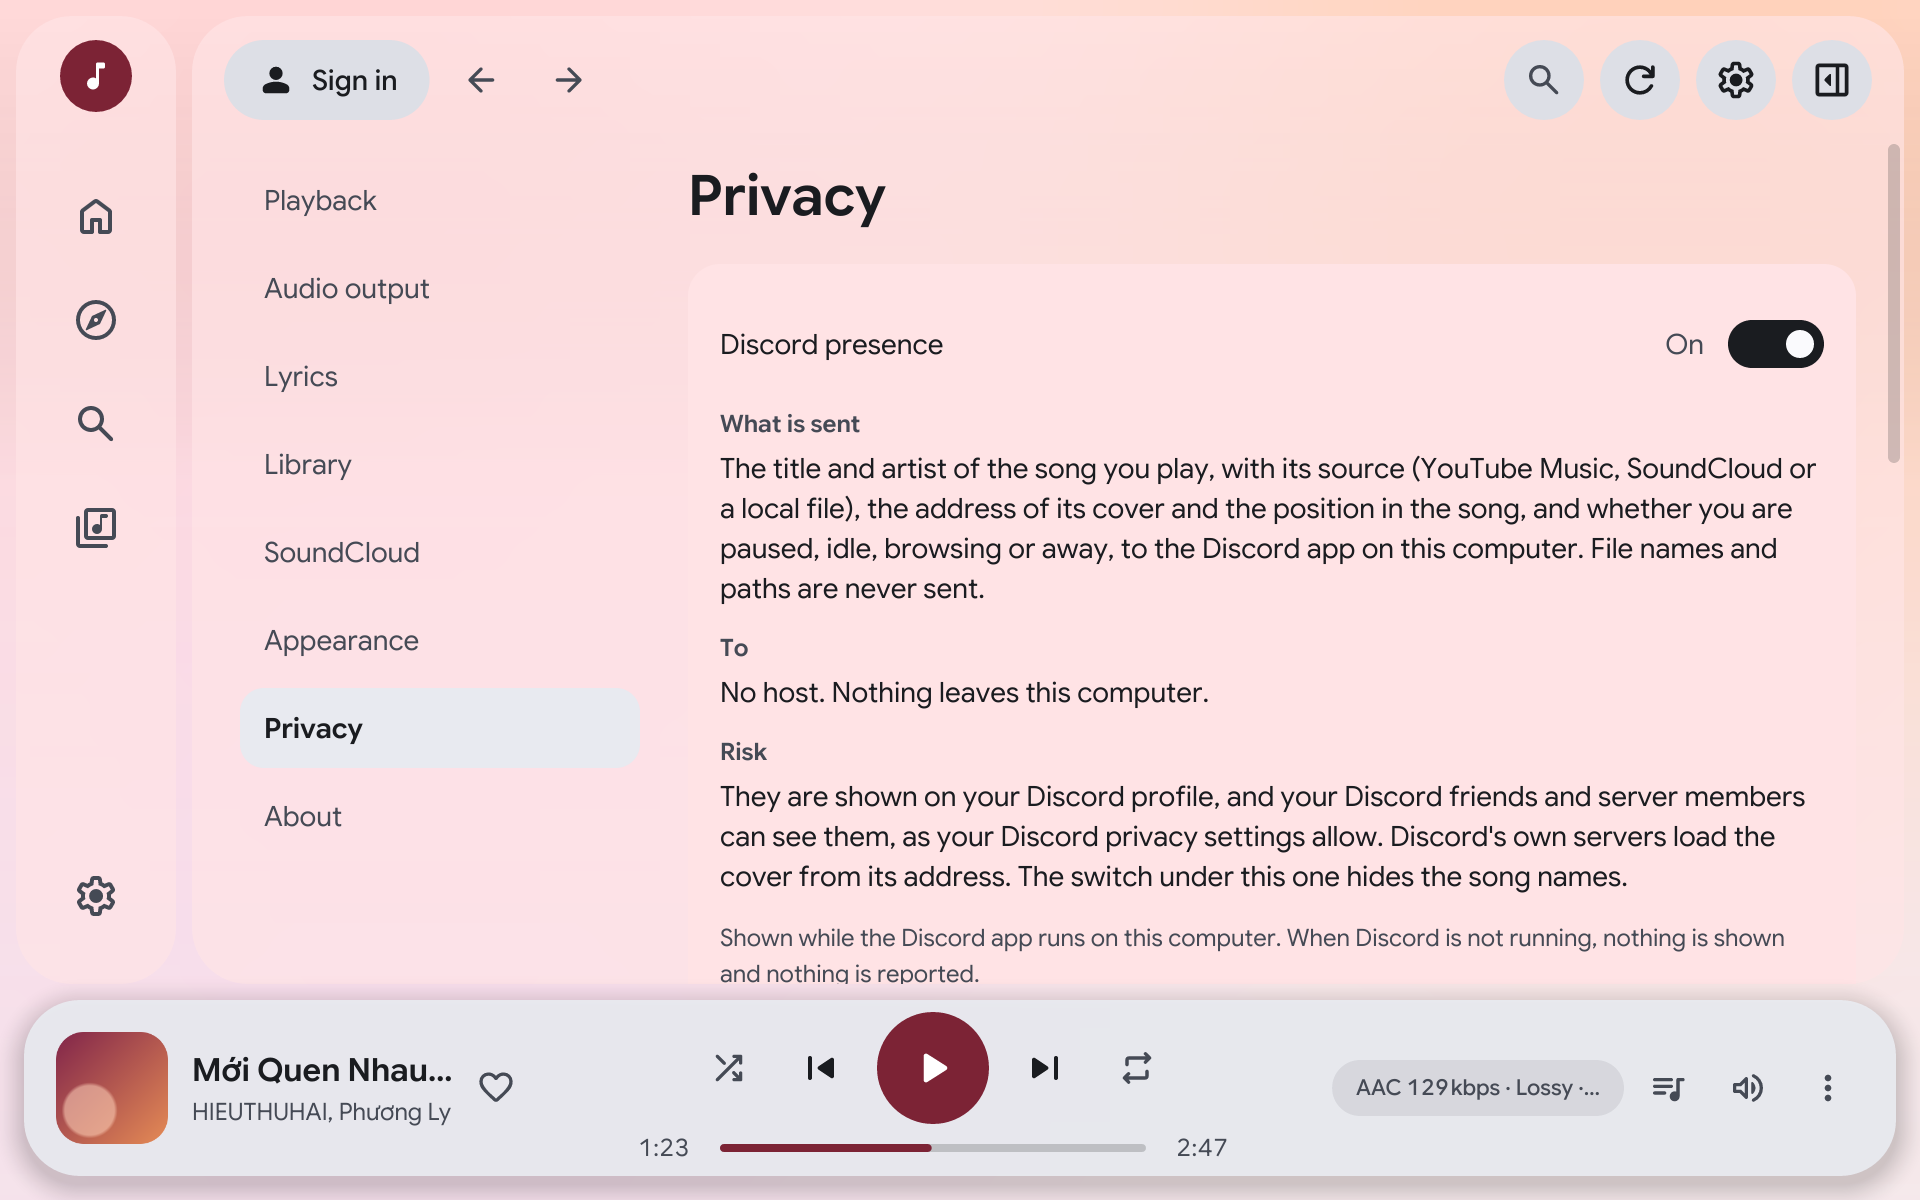 Sign in
Playback
Audio output
Lyrics
Library
SoundCloud
Appearance
Privacy
About
Privacy
Discord presence
On
What is sent
The title and artist of the song you play, with its source (YouTube Music, SoundCloud or
a local file), the address of its cover and the position in the song, and whether you are
paused, idle, browsing or away, to the Discord app on this computer. File names and
paths are never sent.
To
No host. Nothing leaves this computer.
Risk
They are shown on your Discord profile, and your Discord friends and server members
can see them, as your Discord privacy settings allow. Discord's own servers load the
cover from its address. The switch under this one hides the song names.
Shown while the Discord app runs on this computer. When Discord is not running, nothing is shown
and nothing is reported.
Mới Quen Nhau...
HIEUTHUHAI, Phương Ly
1:23
2:47
AAC 129 kbps · Lossy ·...